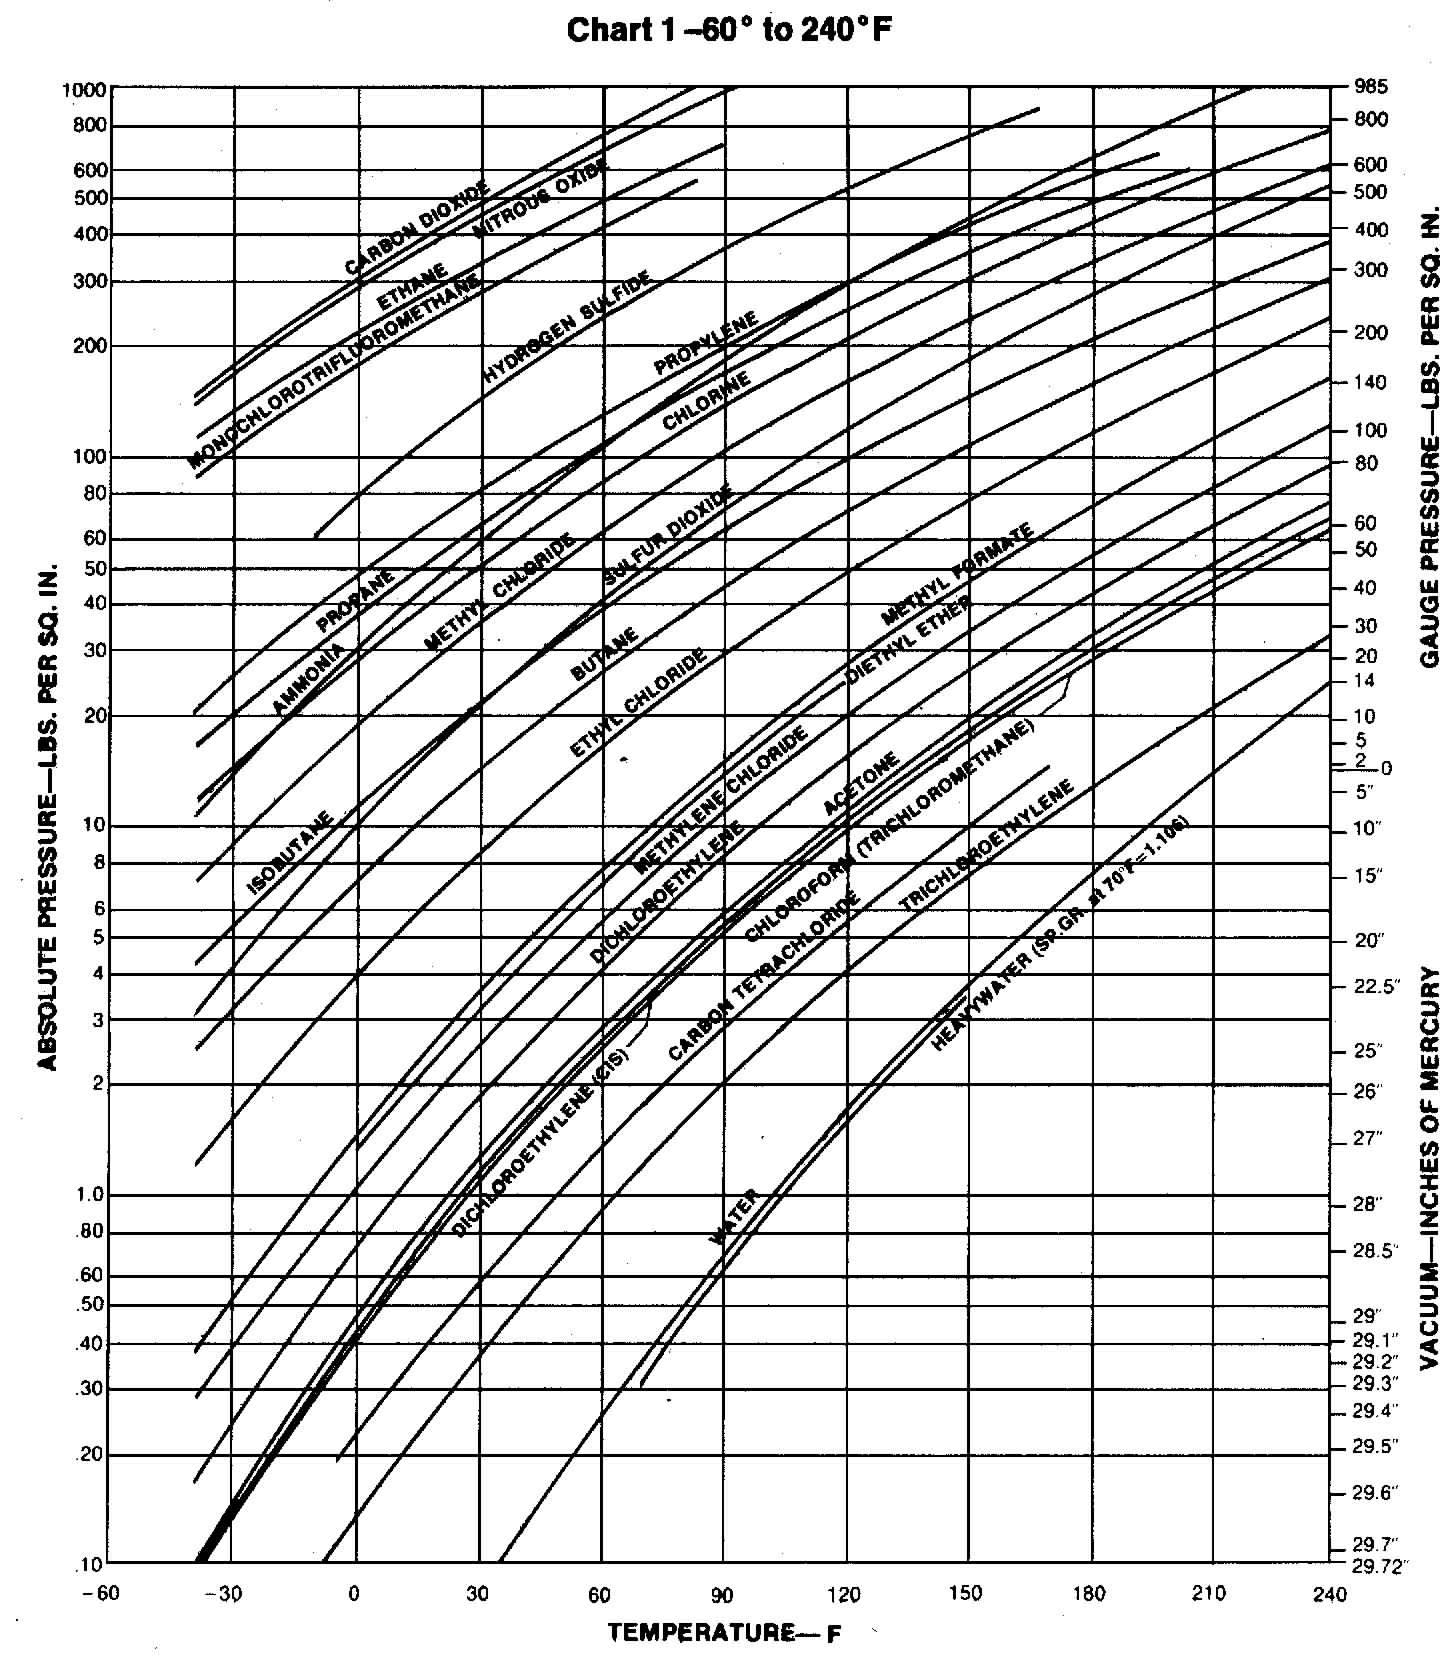 Chart 1 –60° to 240°F
ABSOLUTE PRESSURE—LBS. PER SQ. IN.
1000
800
600
500
400
300
200
100
80
60
50
40
30
20
10
8
6
5
4
3
2
1.0
.80
.60
.50
.40
.30
.20
.10
CARBON DIOXIDE
NITROUS OXIDE
ETHANE
MONOCHLOROTRIFLUOROMETHANE
HYDROGEN SULFIDE
PROPYLENE
CHLORINE
PROPANE
AMMONIA
METHYL CHLORIDE
SULFUR DIOXIDE
ISOBUTANE
BUTANE
ETHYL CHLORIDE
METHYL FORMATE
DIETHYL ETHER
METHYLENE CHLORIDE
DICHLOROETHYLENE
ACETONE
CHLOROFORM (TRICHLOROMETHANE)
DICHLOROETHYLENE (CIS)
CARBON TETRACHLORIDE
TRICHLOROETHYLENE
WATER
HEAVYWATER (SP.GR. at 70°F=1.106)
985
800
600
500
400
300
200
140
100
80
60
50
40
30
20
14
10
5
2
0
5"
10"
15"
20"
22.5"
25"
26"
27"
28"
28.5"
29"
29.1"
29.2"
29.3"
29.4"
29.5"
29.6"
29.7"
29.72"
GAUGE PRESSURE—LBS. PER SQ. IN.
VACUUM—INCHES OF MERCURY
–60 –30 0 30 60 90 120 150 180 210 240
TEMPERATURE—F